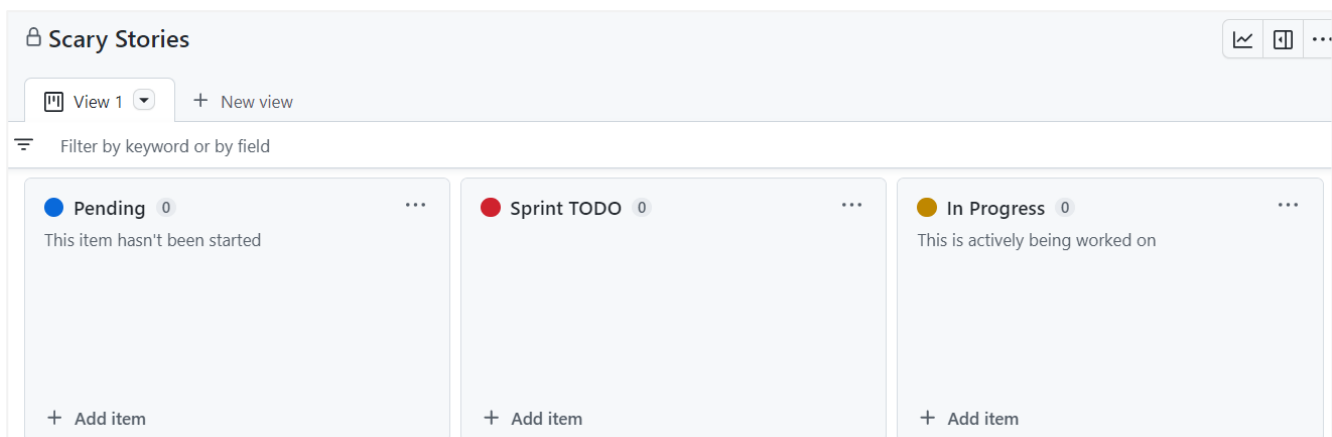 Scary Stories
View 1
New view
Filter by keyword or by field
Pending 0
This item hasn't been started
Add item
Sprint TODO 0
Add item
In Progress 0
This is actively being worked on
Add item